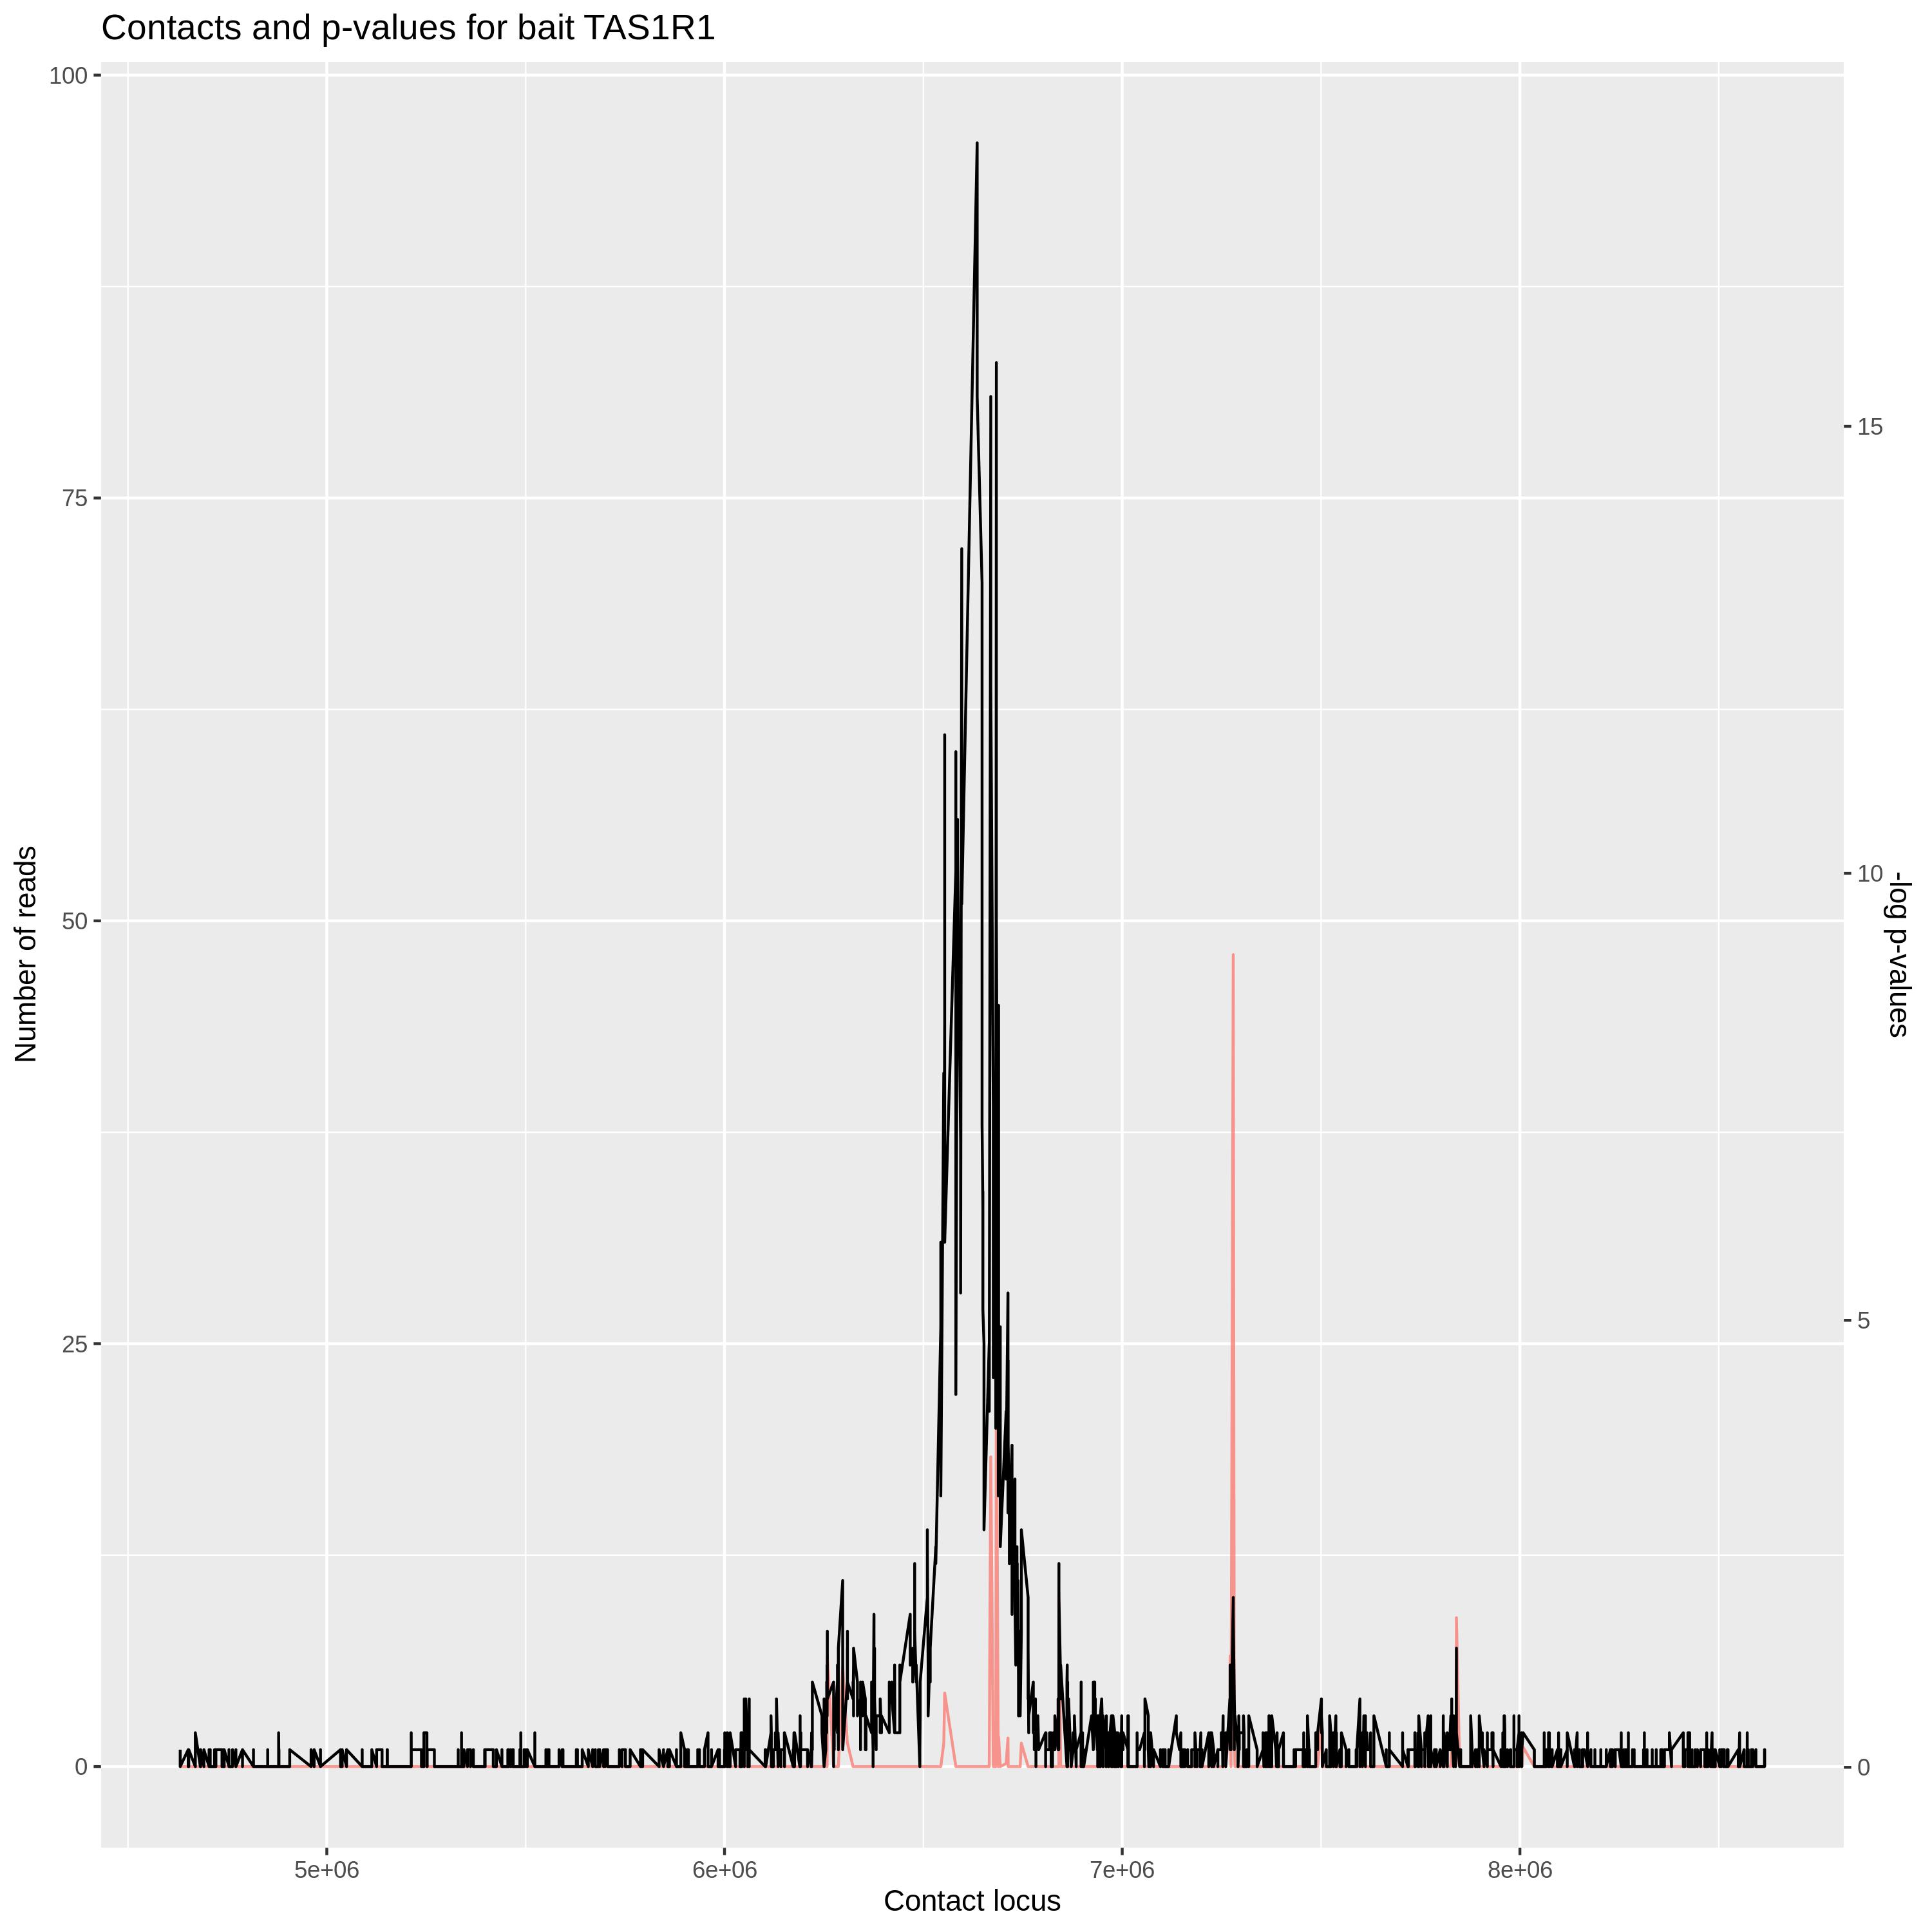 Contacts and p-values for bait TAS1R1
100
75
50
25
0
Number of reads
15
10
5
0
-log p-values
5e+06
6e+06
7e+06
8e+06
Contact locus